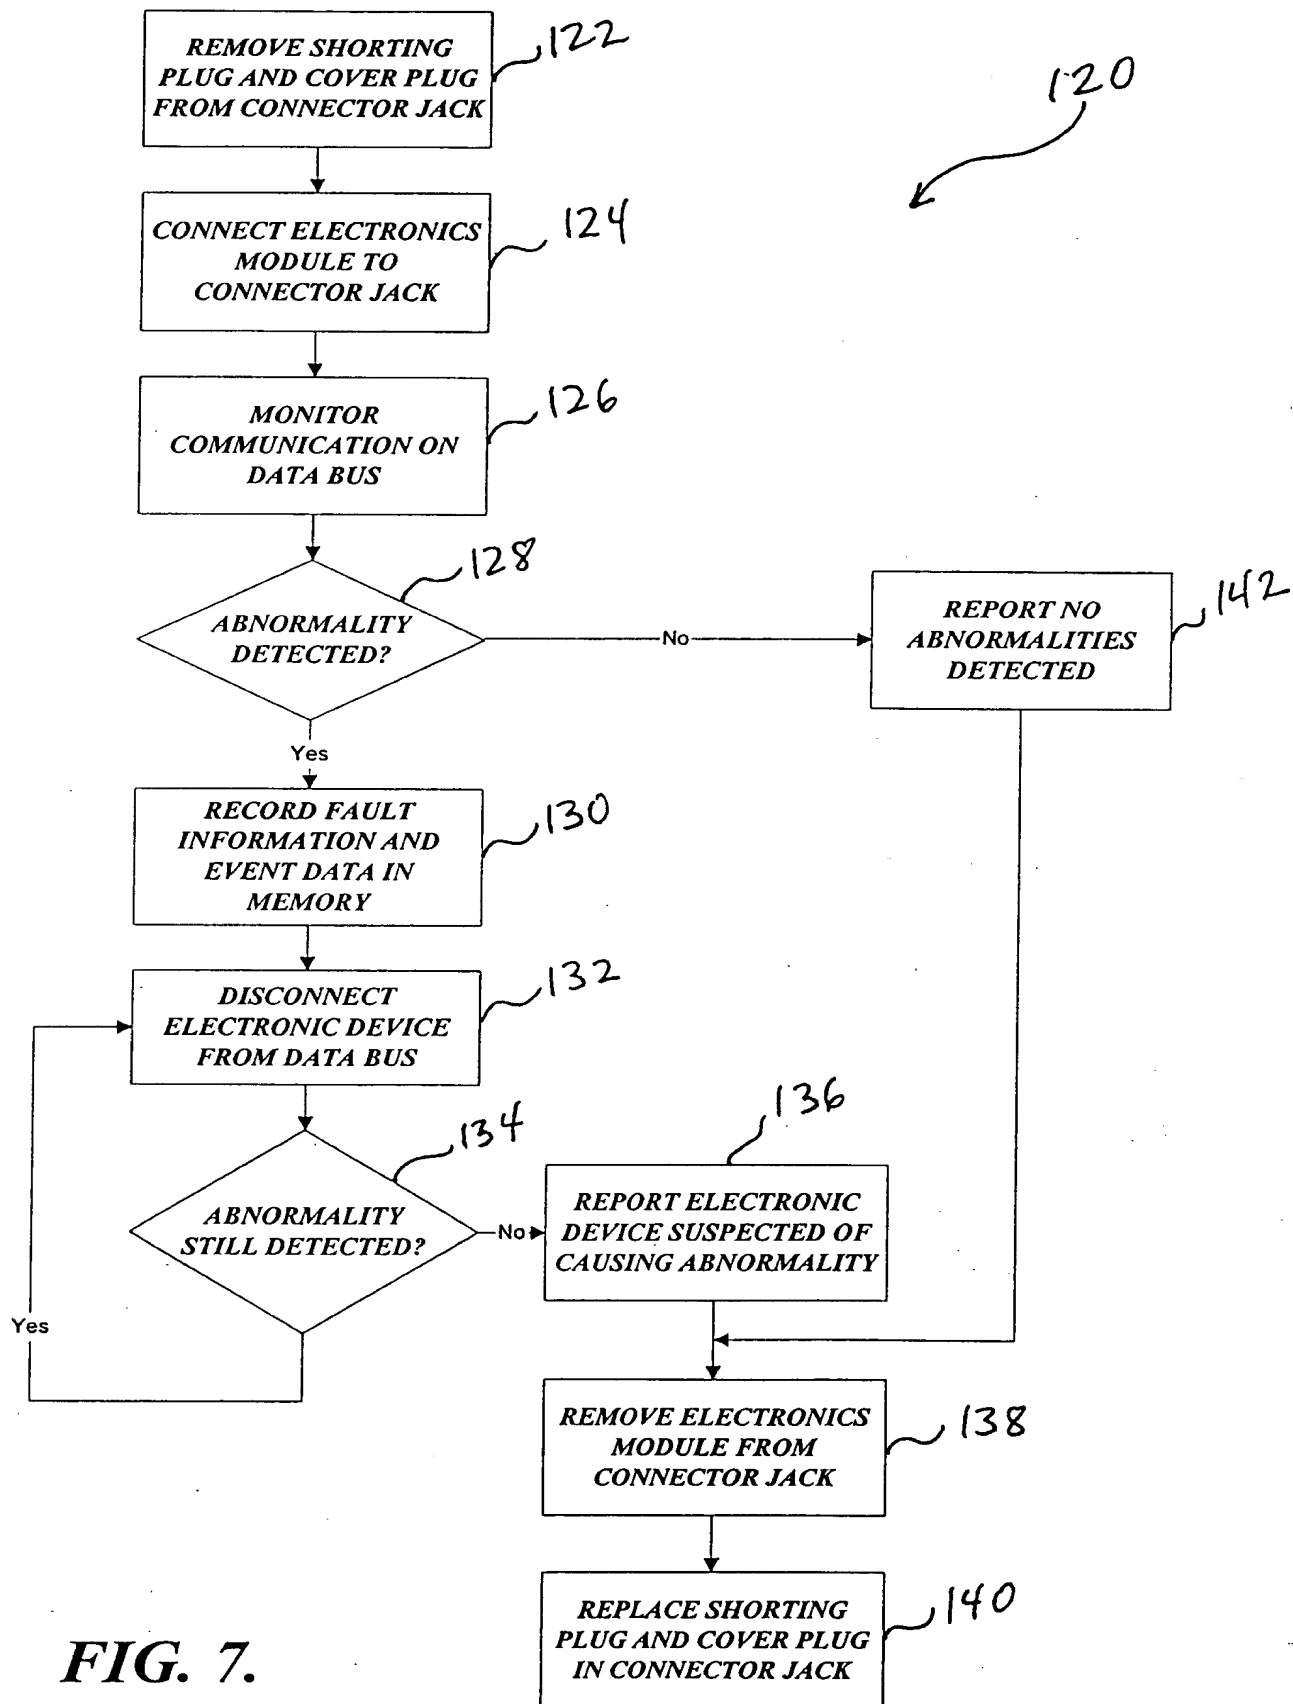 REMOVE SHORTING
PLUG AND COVER PLUG
FROM CONNECTOR JACK
122
120
CONNECT ELECTRONICS
MODULE TO
CONNECTOR JACK
124
MONITOR
COMMUNICATION ON
DATA BUS
126
ABNORMALITY
DETECTED?
128
No
REPORT NO
ABNORMALITIES
DETECTED
142
Yes
RECORD FAULT
INFORMATION AND
EVENT DATA IN
MEMORY
130
DISCONNECT
ELECTRONIC DEVICE
FROM DATA BUS
132
ABNORMALITY
STILL DETECTED?
134
No
Yes
REPORT ELECTRONIC
DEVICE SUSPECTED OF
CAUSING ABNORMALITY
136
REMOVE ELECTRONICS
MODULE FROM
CONNECTOR JACK
138
REPLACE SHORTING
PLUG AND COVER PLUG
IN CONNECTOR JACK
140
FIG. 7.